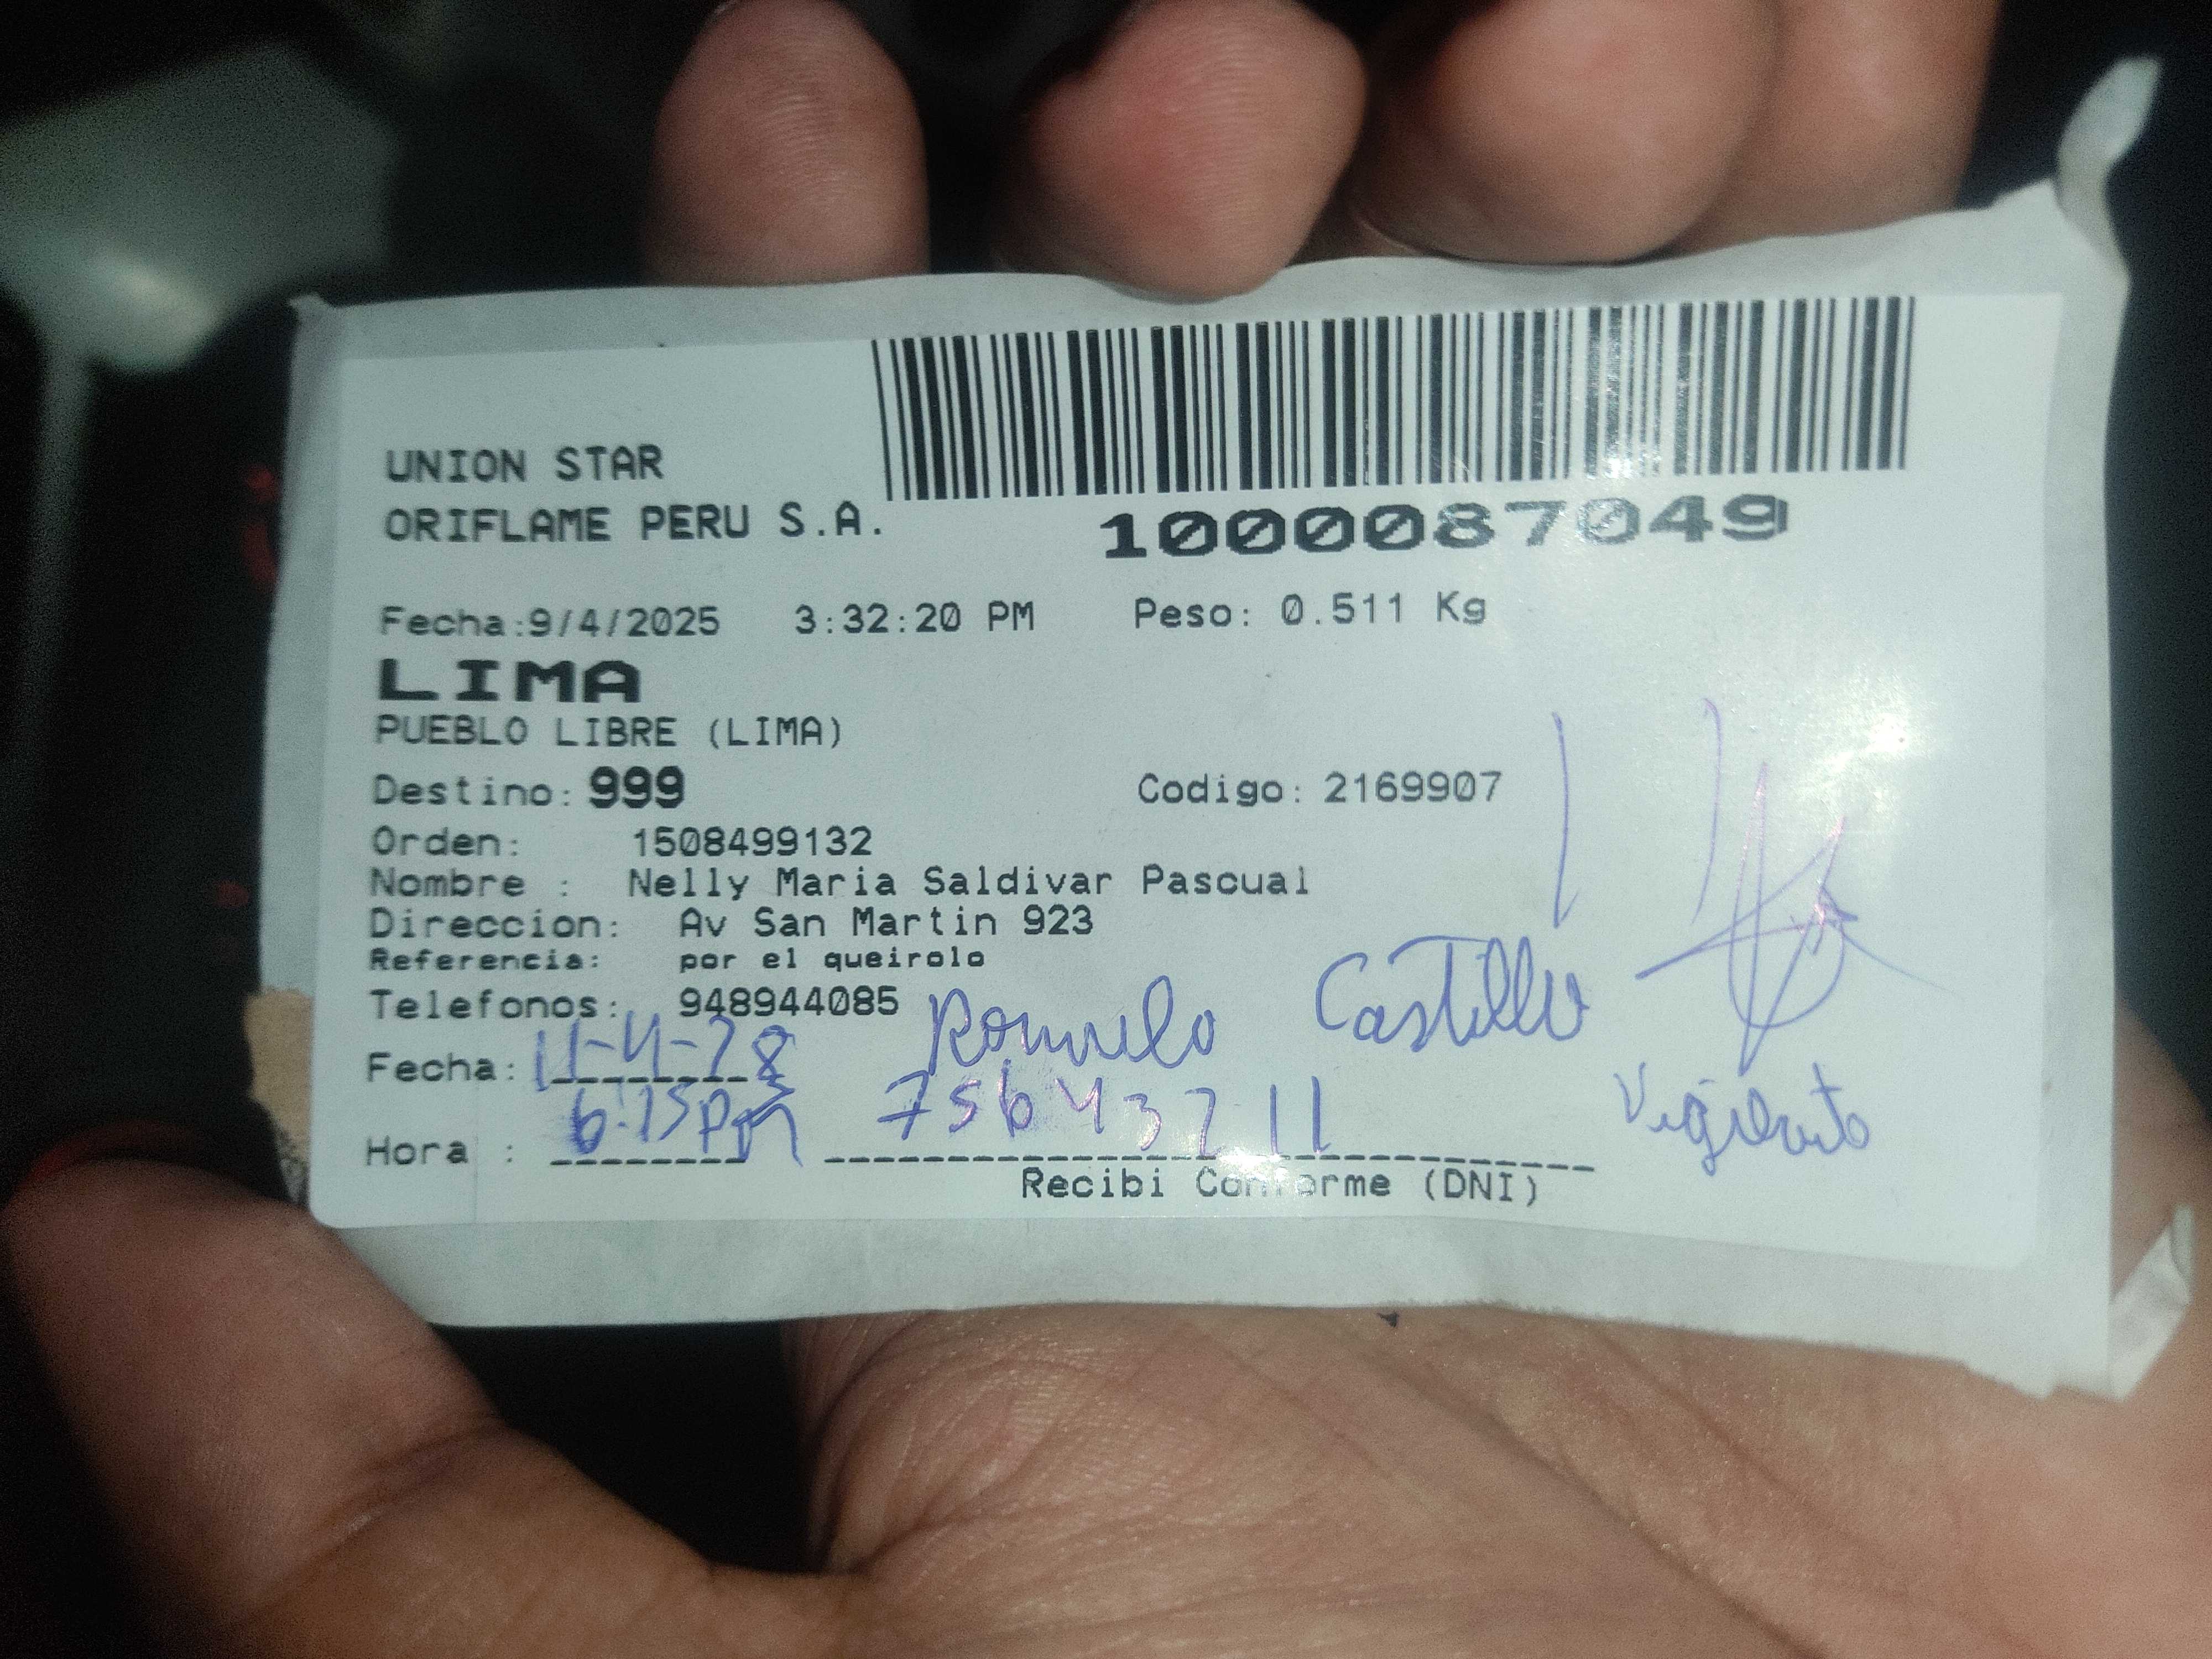 UNION STAR
ORIFLAME PERU S.A.
1000087049
Fecha:9/4/2025 3:32:20 PM Peso: 0.511 Kg
LIMA
PUEBLO LIBRE (LIMA)
Destino: 999 Codigo: 2169907
Orden: 1508499132
Nombre : Nelly Maria Saldivar Pascual
Direccion: Av San Martin 923
Referencia: por el queirolo
Telefonos: 948944085
Romulo Castillo
Fecha: 11-4-28
Hora : 6:15pm 75643211
Recibi Conforme (DNI)